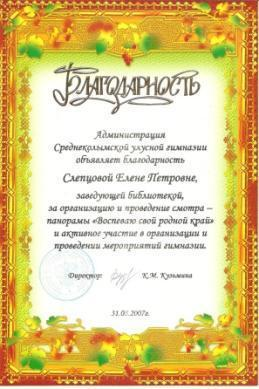 Благодарность
Администрация
Среднеколымской улусной гимназии
объявляет благодарность
Слепцовой Елене Петровне,
заведующей библиотекой,
за организацию и проведение смотра –
панорамы «Воспеваю свой родной край»
и активное участие в организации и
проведении мероприятий гимназии.
Директор: К.М. Кузьмина
31.05.2007г.